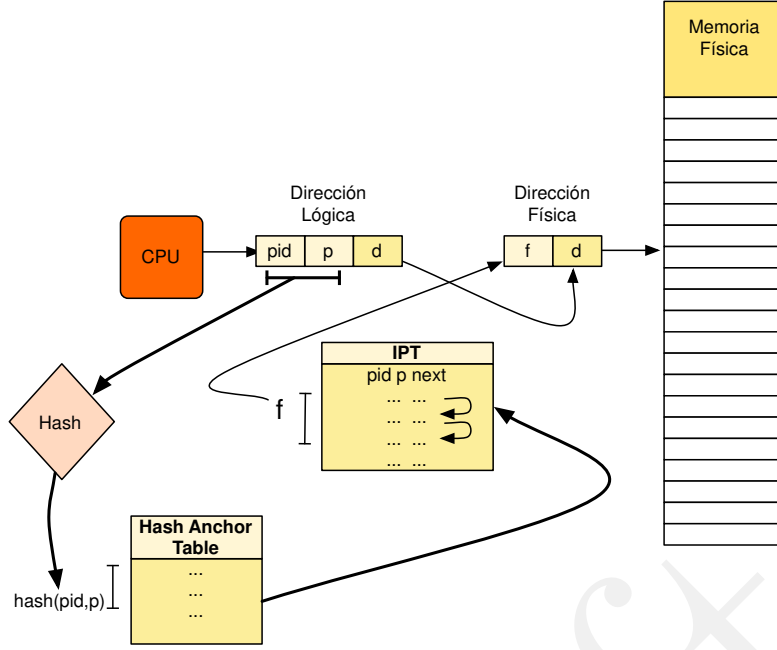 Memoria
Física
Dirección
Lógica
Dirección
Física
CPU
pid p d
f d
IPT
pid p next
... ...
... ...
... ...
... ...
f
Hash
Hash Anchor
Table
...
...
...
hash(pid,p)